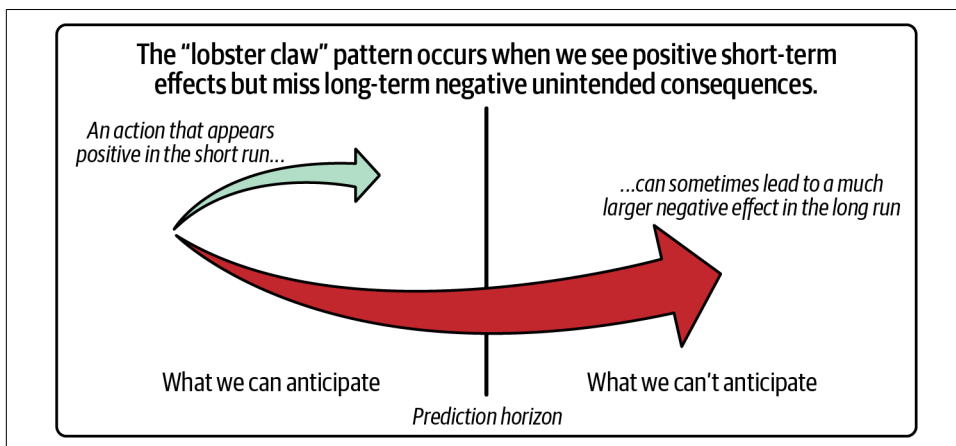 The “lobster claw” pattern occurs when we see positive short-term
effects but miss long-term negative unintended consequences.
An action that appears
positive in the short run...
...can sometimes lead to a much
larger negative effect in the long run
What we can anticipate
What we can't anticipate
Prediction horizon